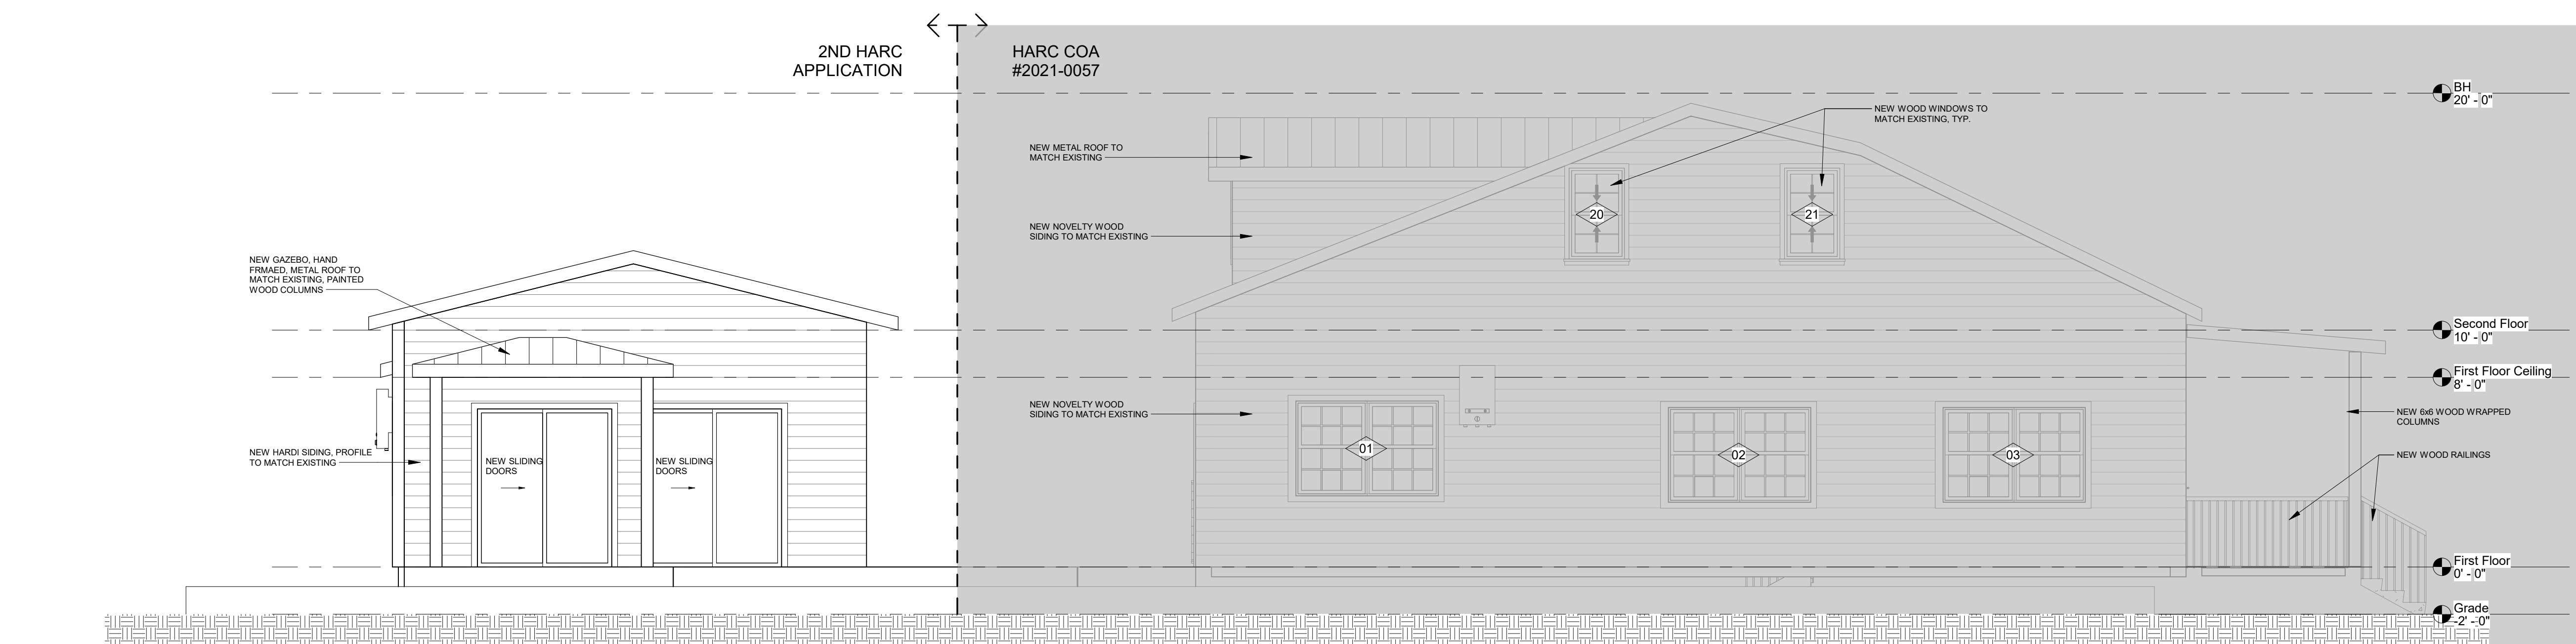 2ND HARC
APPLICATION
HARC COA
#2021-0057
BH
20' - 0"
NEW WOOD WINDOWS TO
MATCH EXISTING, TYP.
NEW METAL ROOF TO
MATCH EXISTING
20
21
NEW NOVELTY WOOD
SIDING TO MATCH EXISTING
NEW GAZEBO, HAND
FRMAED, METAL ROOF TO
MATCH EXISTING, PAINTED
WOOD COLUMNS
Second Floor
10' - 0"
First Floor Ceiling
8' - 0"
NEW NOVELTY WOOD
SIDING TO MATCH EXISTING
NEW 6x6 WOOD WRAPPED
COLUMNS
NEW HARDI SIDING, PROFILE
TO MATCH EXISTING
NEW SLIDING
DOORS
NEW SLIDING
DOORS
01
02
03
NEW WOOD RAILINGS
First Floor
0' - 0"
Grade
-2' - 0"